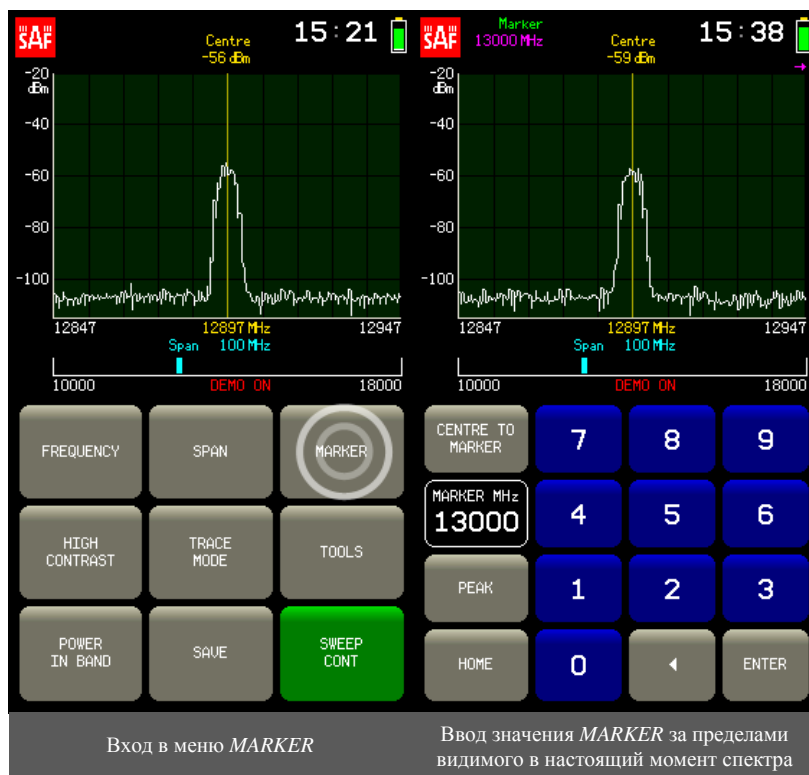 SAF
Centre
-56 dBm
15:21
-20
dBm
-40
-60
-80
-100
12847
12897 MHz
12947
Span 100 MHz
10000
DEMO ON
18000
FREQUENCY
SPAN
MARKER
HIGH
CONTRAST
TRACE
MODE
TOOLS
POWER
IN BAND
SAVE
SWEEP
CONT
Вход в меню MARKER
SAF
Marker
13000 MHz
Centre
-59 dBm
15:38
-20
dBm
-40
-60
-80
-100
12847
12897 MHz
12947
Span 100 MHz
10000
DEMO ON
18000
CENTRE TO
MARKER
7
8
9
MARKER MHz
13000
4
5
6
PEAK
1
2
3
HOME
0
ENTER
Ввод значения MARKER за пределами
видимого в настоящий момент спектра